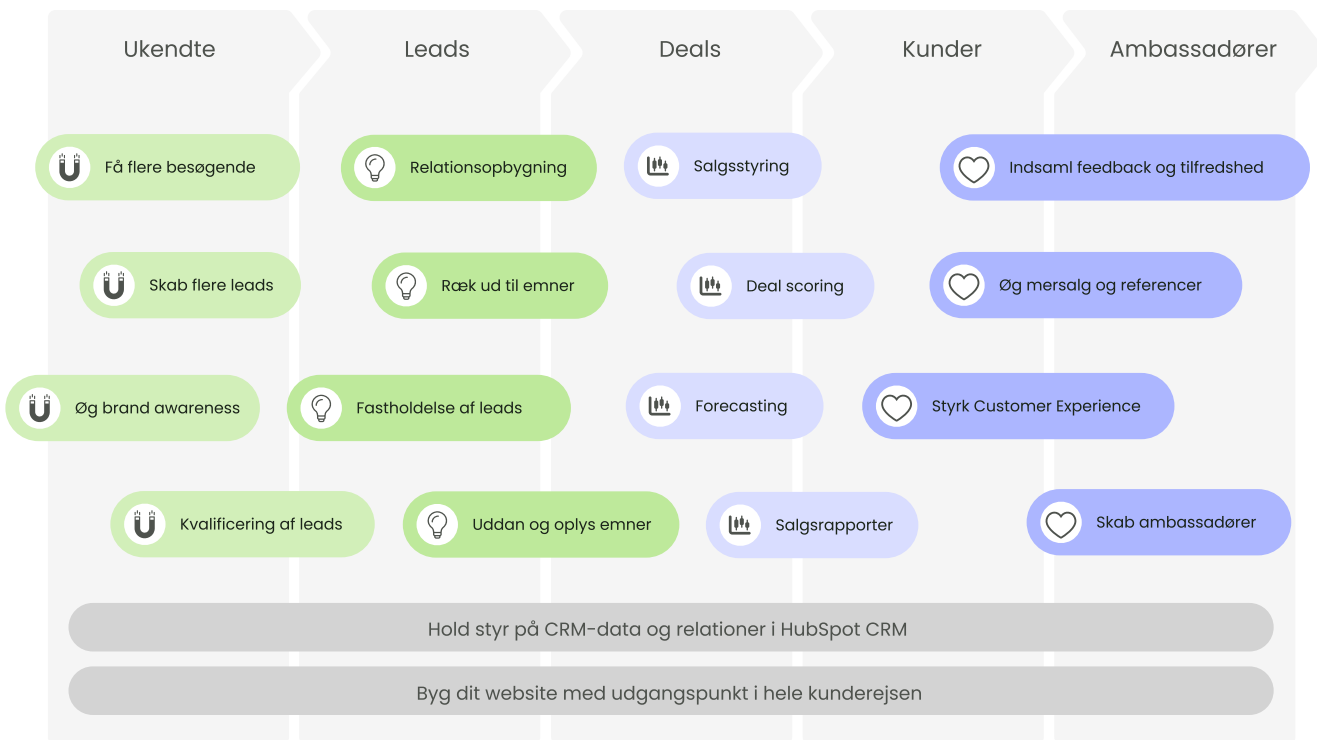 Ukendte
Leads
Deals
Kunder
Ambassadører
Få flere besøgende
Relationsopbygning
Salgsstyring
Indsaml feedback og tilfredshed
Skab flere leads
Ræk ud til emner
Deal scoring
Øg mersalg og referencer
Øg brand awareness
Fastholdelse af leads
Forecasting
Styrk Customer Experience
Kvalificering af leads
Uddan og oplys emner
Salgsrapporter
Skab ambassadører
Hold styr på CRM-data og relationer i HubSpot CRM
Byg dit website med udgangspunkt i hele kunderejsen